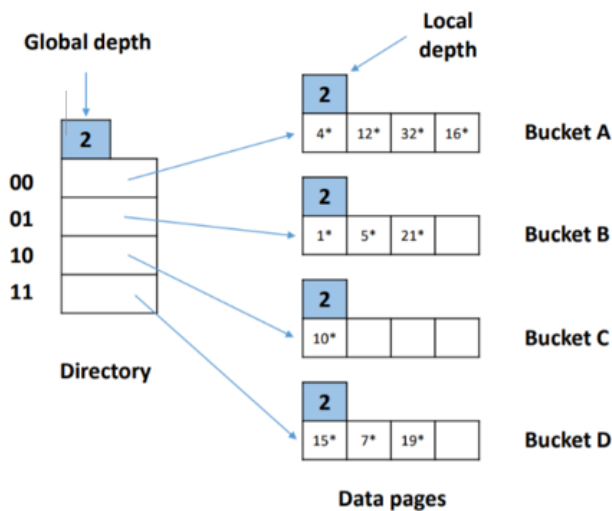 Global depth
Local
depth
2
00
01
10
11
Directory
2
4* 12* 32* 16*
Bucket A
2
1* 5* 21*
Bucket B
2
10*
Bucket C
2
15* 7* 19*
Bucket D
Data pages